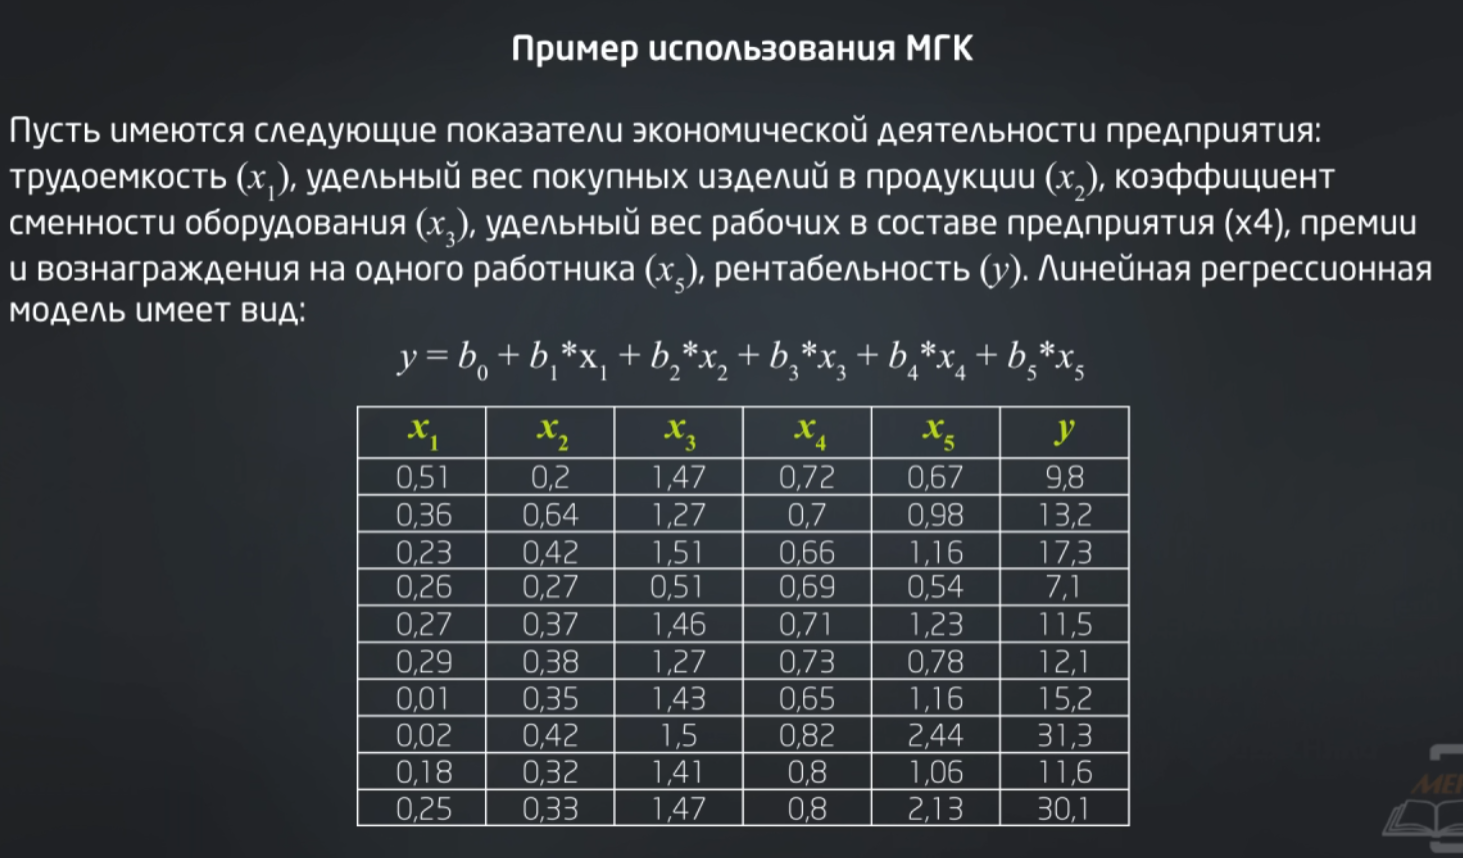 Пример использования МГК
Пусть имеются следующие показатели экономической деятельности предприятия:
трудоемкость (x1), удельный вес покупных изделий в продукции (x2), коэффициент
сменности оборудования (x3), удельный вес рабочих в составе предприятия (x4), премии
и вознаграждения на одного работника (x5), рентабельность (y). Линейная регрессионная
модель имеет вид:
y = b0 + b1*x1 + b2*x2 + b3*x3 + b4*x4 + b5*x5
x1 x2 x3 x4 x5 y
0,51 0,2 1,47 0,72 0,67 9,8
0,36 0,64 1,27 0,7 0,98 13,2
0,23 0,42 1,51 0,66 1,16 17,3
0,26 0,27 0,51 0,69 0,54 7,1
0,27 0,37 1,46 0,71 1,23 11,5
0,29 0,38 1,27 0,73 0,78 12,1
0,01 0,35 1,43 0,65 1,16 15,2
0,02 0,42 1,5 0,82 2,44 31,3
0,18 0,32 1,41 0,8 1,06 11,6
0,25 0,33 1,47 0,8 2,13 30,1